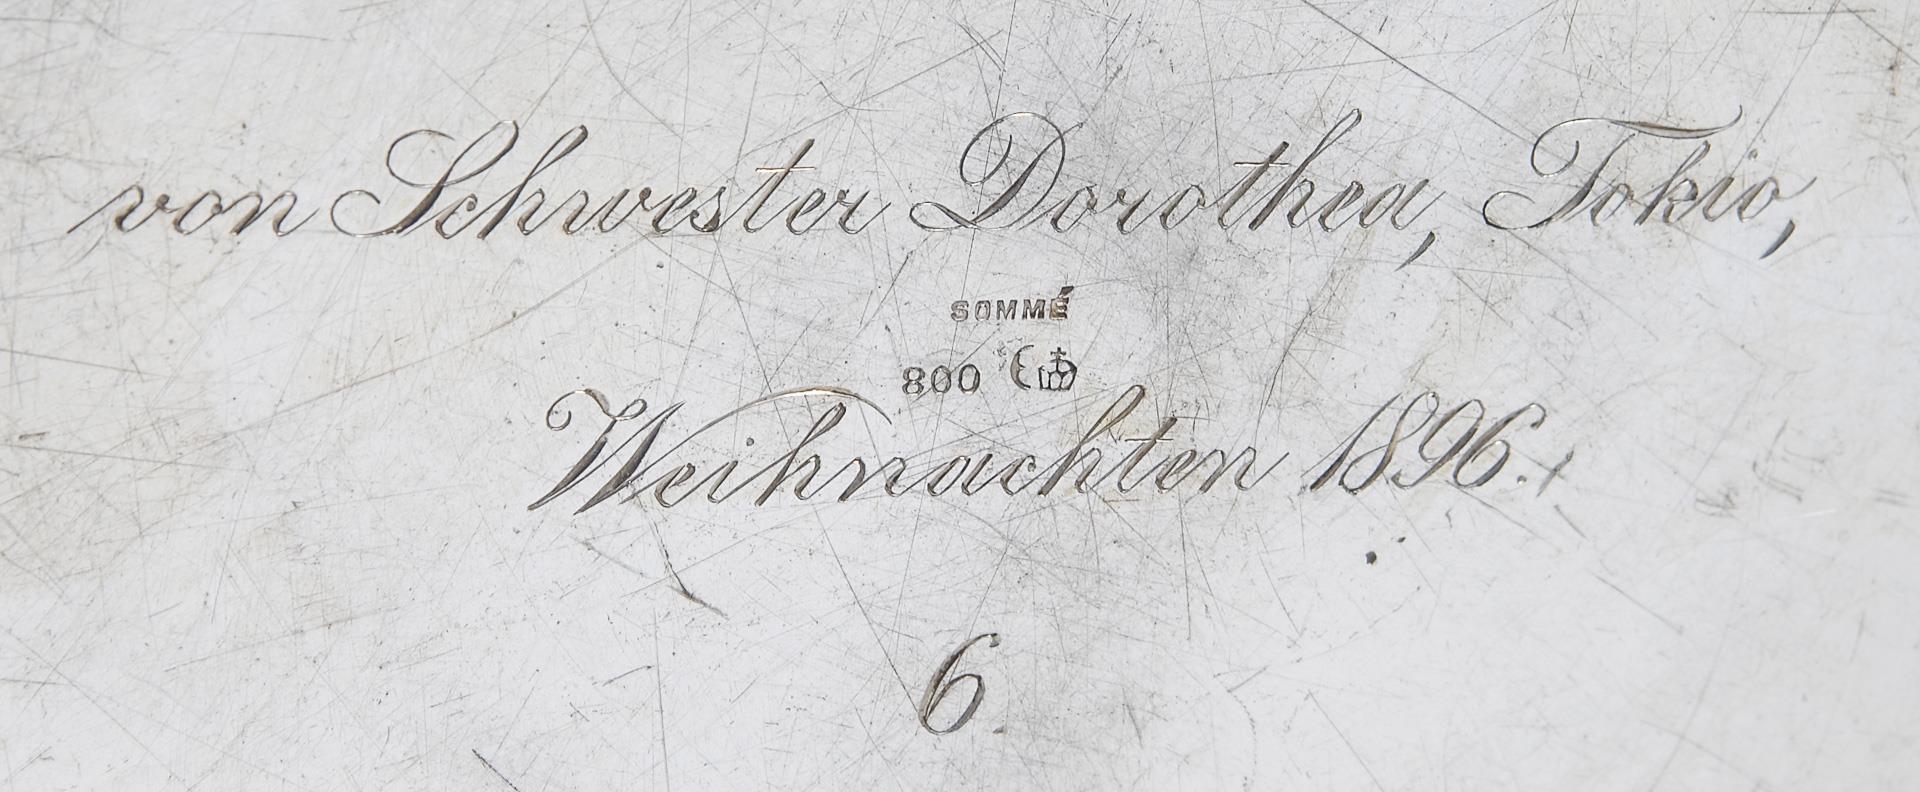 von Schwester Dorothea, Tokio,
SOMMÉ
800
Weihnachten 1896.
6.